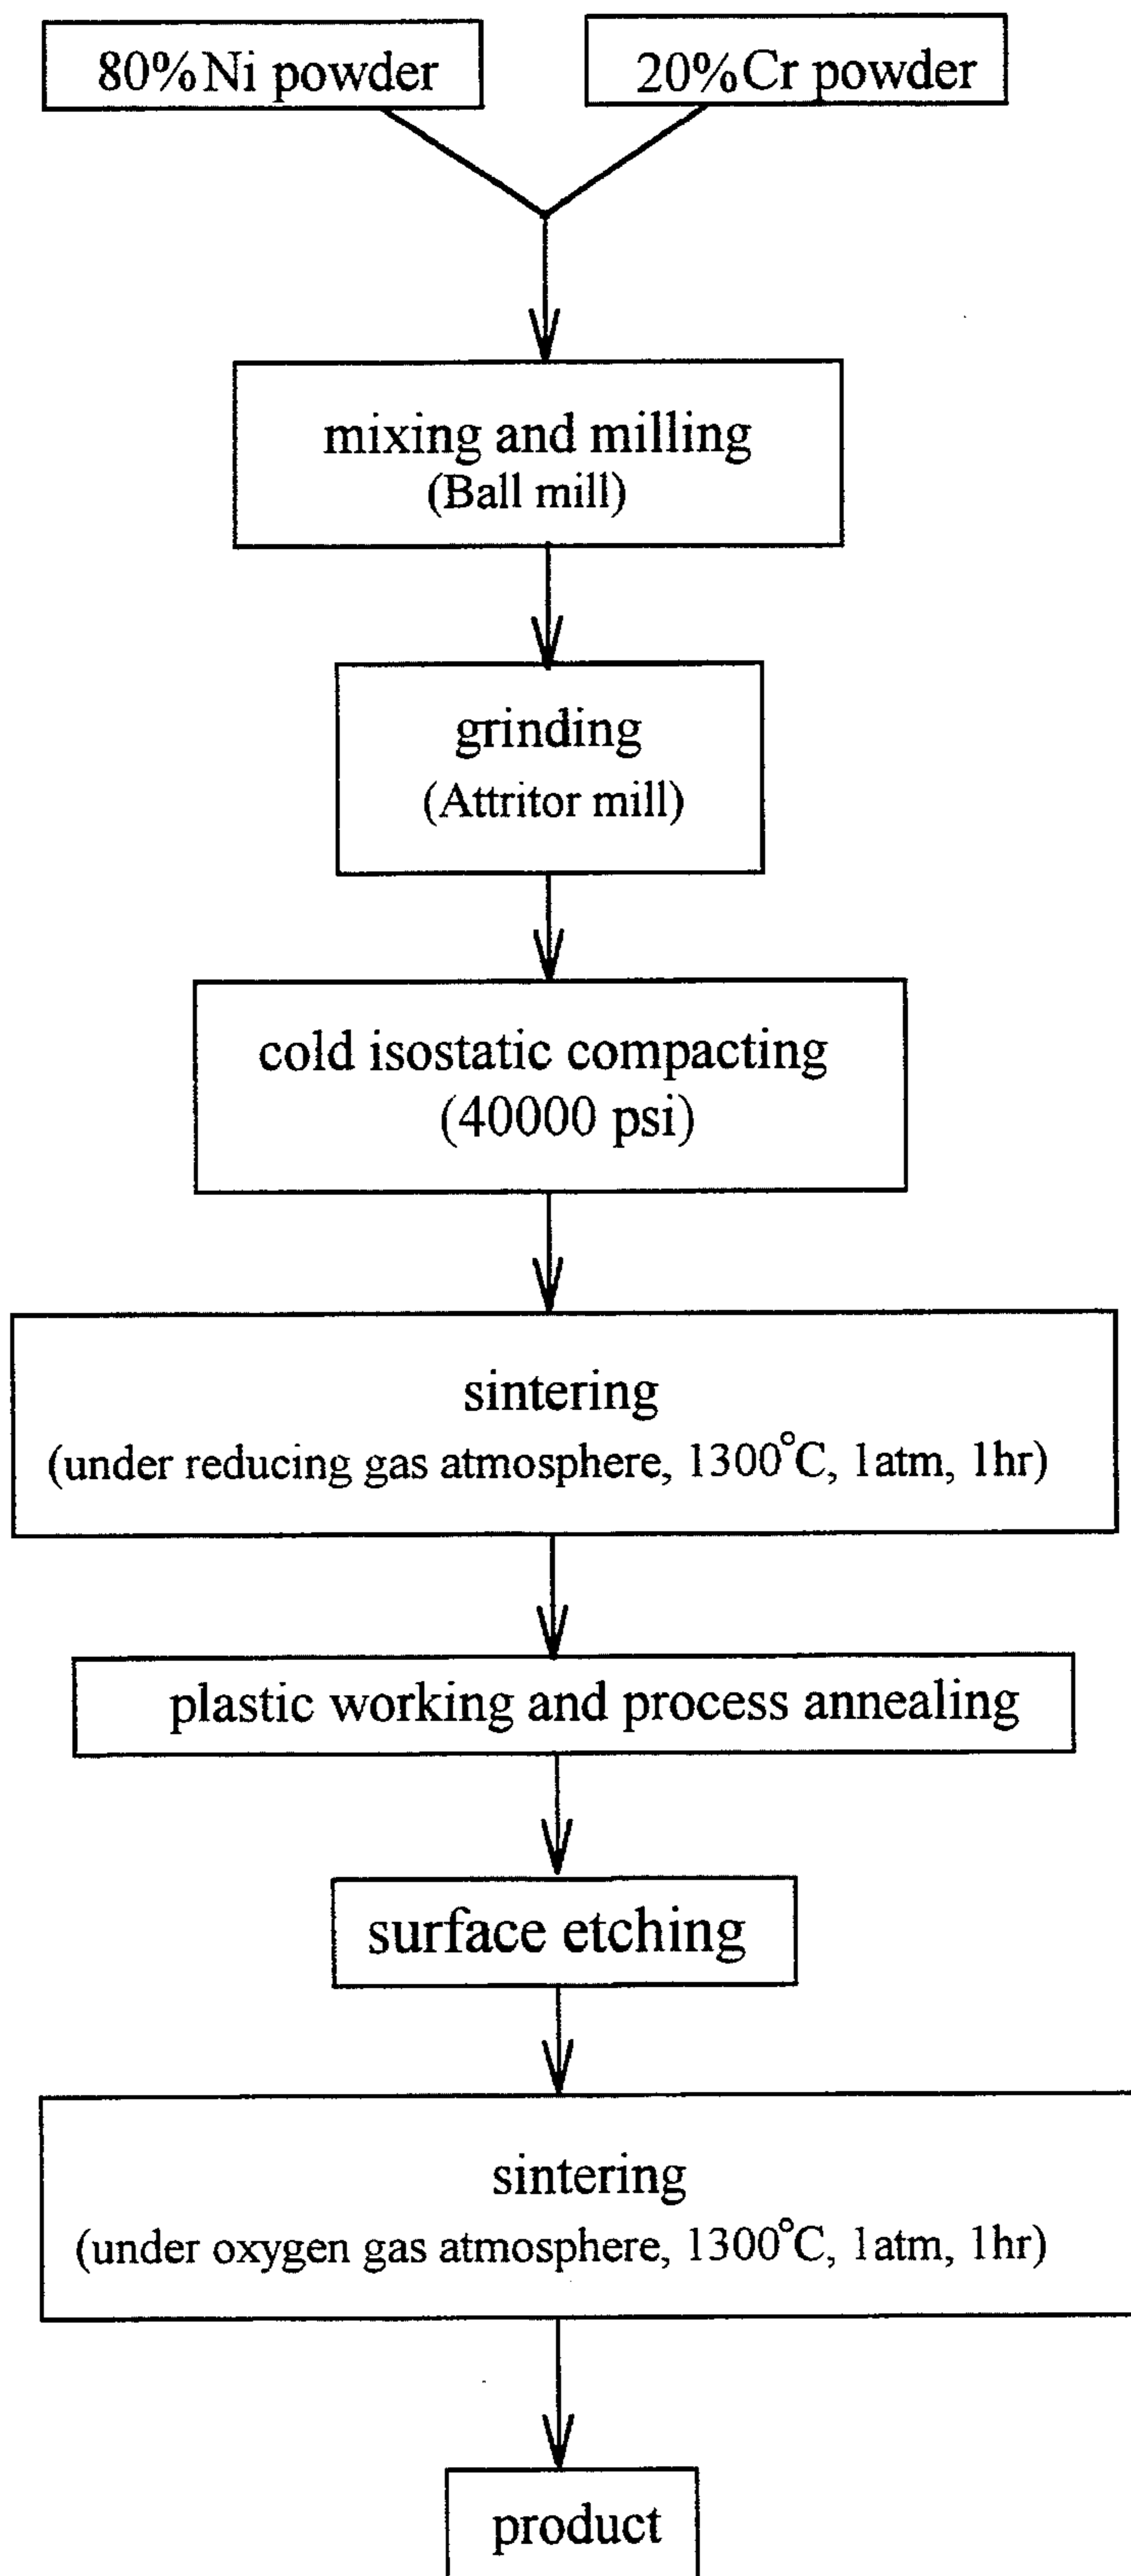 80%Ni powder
20%Cr powder
mixing and milling
(Ball mill)
grinding
(Attritor mill)
cold isostatic compacting
(40000 psi)
sintering
(under reducing gas atmosphere, 1300°C, 1atm, 1hr)
plastic working and process annealing
surface etching
sintering
(under oxygen gas atmosphere, 1300°C, 1atm, 1hr)
product